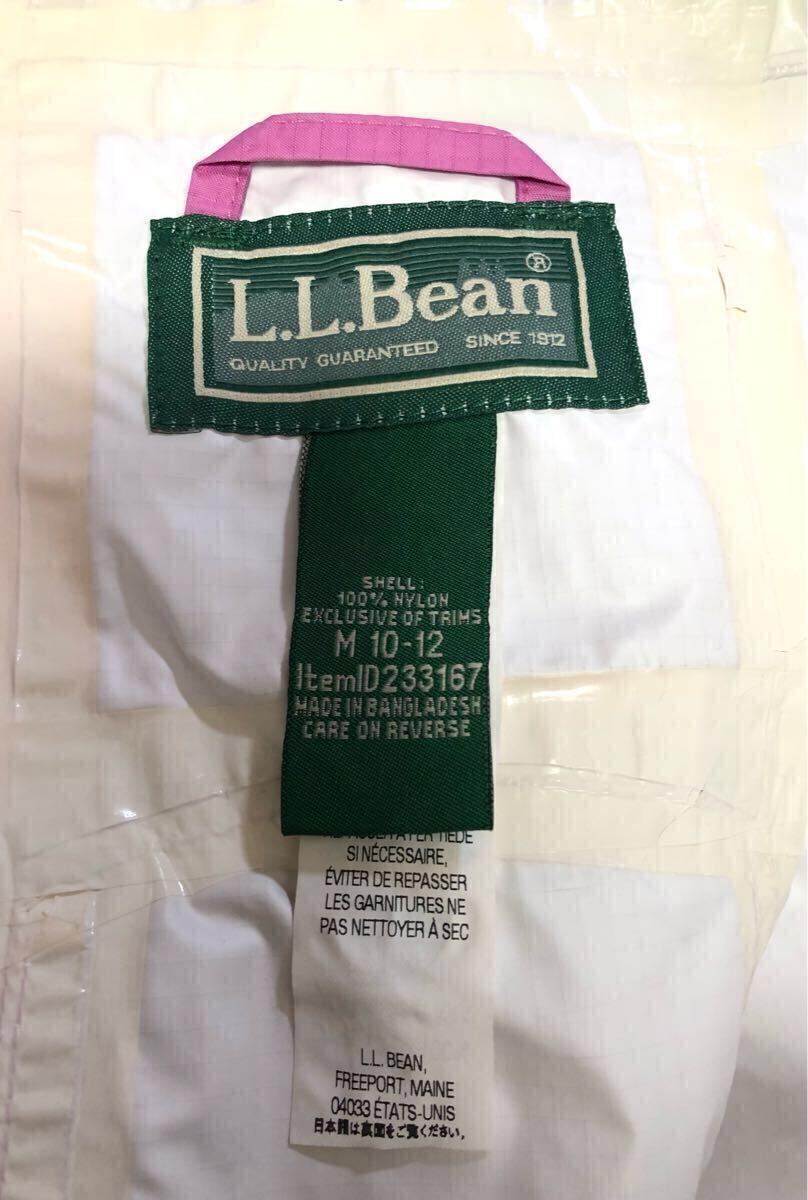 L.L.Bean®
QUALITY GUARANTEED SINCE 1912
SHELL:
100% NYLON
EXCLUSIVE OF TRIMS
M 10-12
ItemID233167
MADE IN BANGLADESH
CARE ON REVERSE
TIÈDE
SI NÉCESSAIRE,
ÉVITER DE REPASSER
LES GARNITURES NE
PAS NETTOYER À SEC
L.L. BEAN,
FREEPORT, MAINE
04033 ÉTATS-UNIS
日本語は裏面をご覧ください。